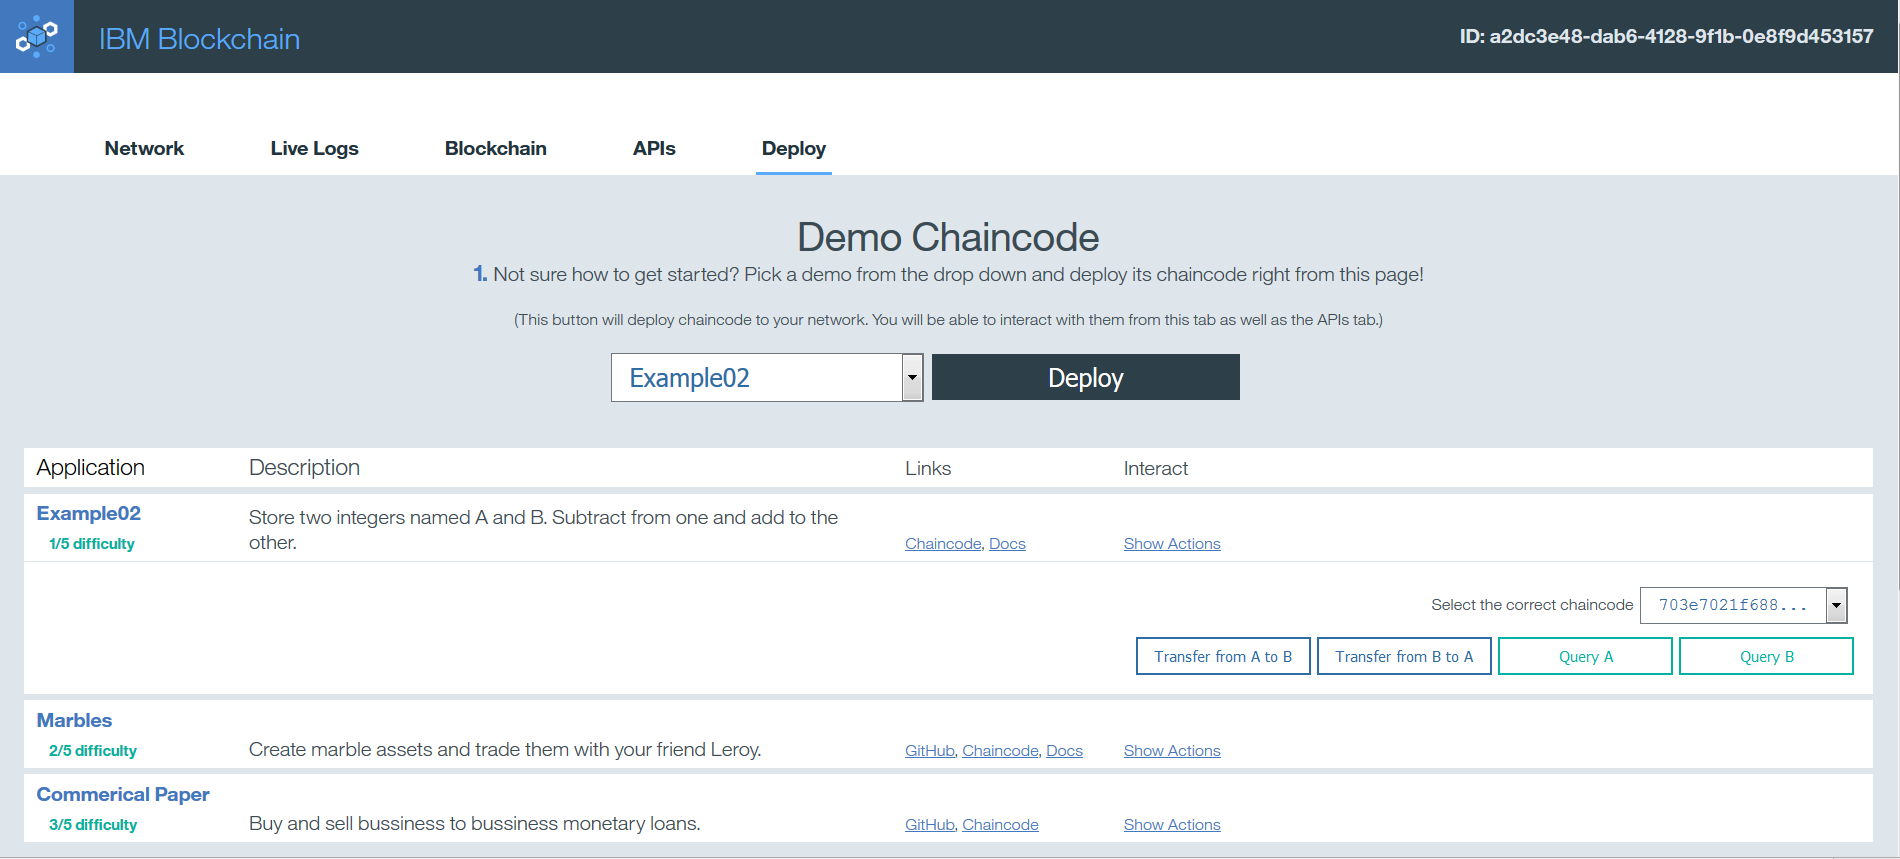 IBM Blockchain
ID: a2dc3e48-dab6-4128-9f1b-0e8f9d453157
Network Live Logs Blockchain APIs Deploy
Demo Chaincode
1. Not sure how to get started? Pick a demo from the drop down and deploy its chaincode right from this page!
(This button will deploy chaincode to your network. You will be able to interact with them from this tab as well as the APIs tab.)
Example02 Deploy
Application Description Links Interact
Example02
Store two integers named A and B. Subtract from one and add to the
other.
1/5 difficulty
Chaincode, Docs
Show Actions
Select the correct chaincode 703e7021f688...
Transfer from A to B Transfer from B to A Query A Query B
Marbles
2/5 difficulty Create marble assets and trade them with your friend Leroy. GitHub, Chaincode, Docs Show Actions
Commerical Paper
3/5 difficulty Buy and sell bussiness to bussiness monetary loans. GitHub, Chaincode Show Actions